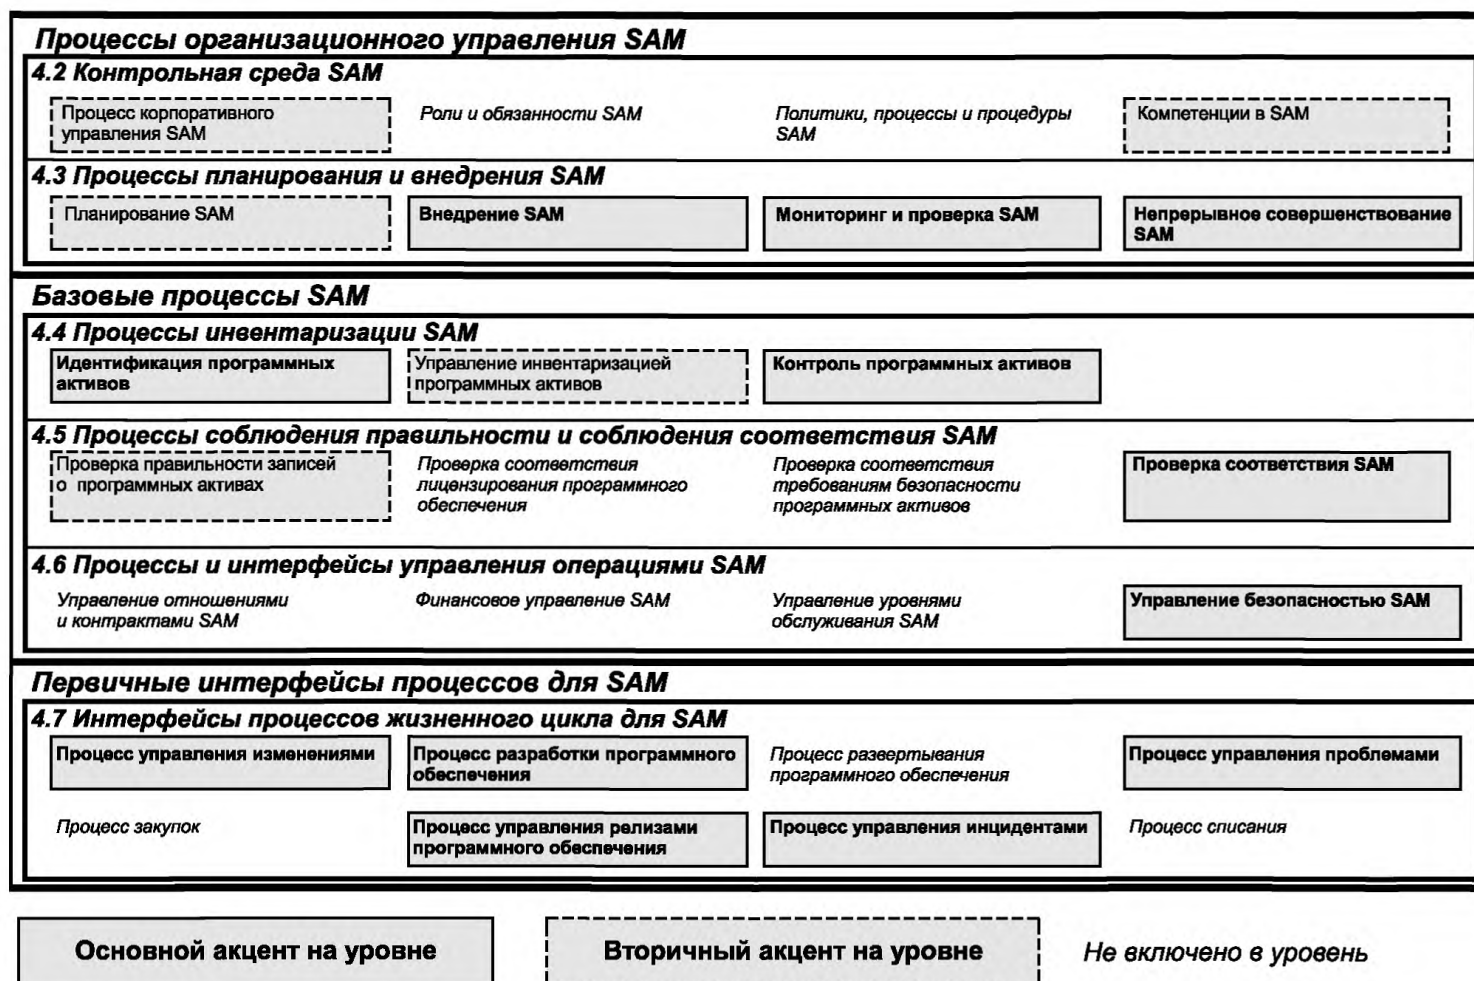 Процессы организационного управления SAM
4.2 Контрольная среда SAM
Процесс корпоративного
управления SAM
Роли и обязанности SAM
Политики, процессы и процедуры
SAM
Компетенции в SAM
4.3 Процессы планирования и внедрения SAM
Планирование SAM
Внедрение SAM
Мониторинг и проверка SAM
Непрерывное совершенствование
SAM
Базовые процессы SAM
4.4 Процессы инвентаризации SAM
Идентификация программных
активов
Управление инвентаризацией
программных активов
Контроль программных активов
4.5 Процессы соблюдения правильности и соблюдения соответствия SAM
Проверка правильности записей
о программных активах
Проверка соответствия
лицензирования программного
обеспечения
Проверка соответствия
требованиям безопасности
программных активов
Проверка соответствия SAM
4.6 Процессы и интерфейсы управления операциями SAM
Управление отношениями
и контрактами SAM
Финансовое управление SAM
Управление уровнями
обслуживания SAM
Управление безопасностью SAM
Первичные интерфейсы процессов для SAM
4.7 Интерфейсы процессов жизненного цикла для SAM
Процесс управления изменениями
Процесс разработки программного
обеспечения
Процесс развертывания
программного обеспечения
Процесс управления проблемами
Процесс закупок
Процесс управления релизами
программного обеспечения
Процесс управления инцидентами
Процесс списания
Основной акцент на уровне
Вторичный акцент на уровне
Не включено в уровень